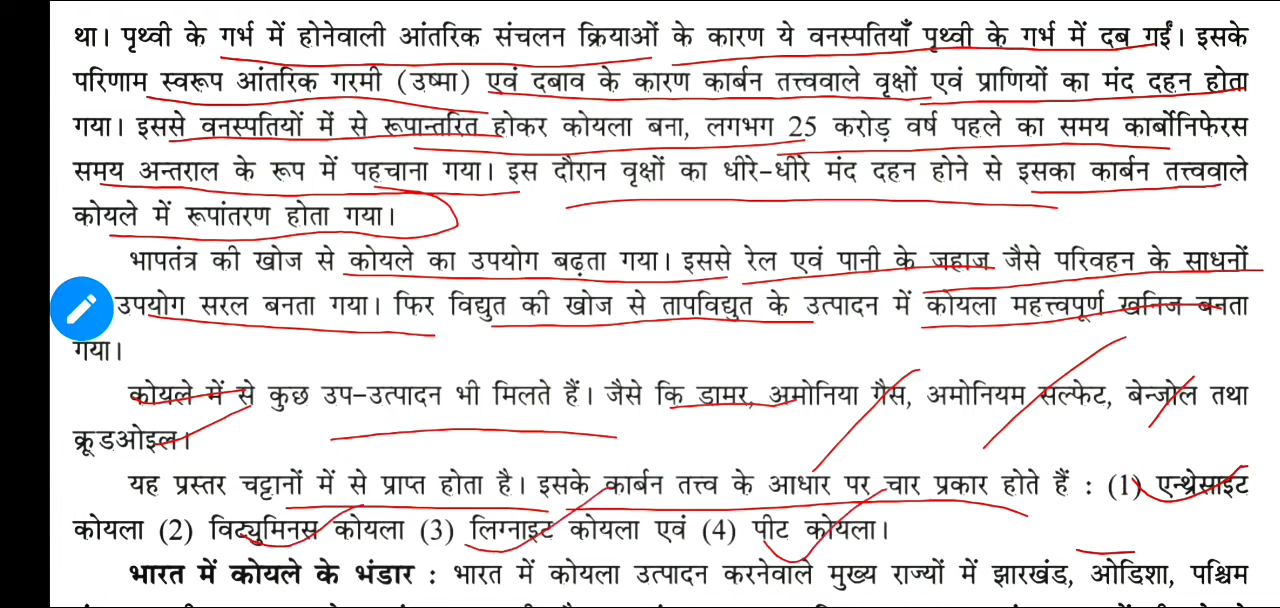 था। पृथ्वी के गर्भ में होनेवाली आंतरिक संचलन क्रियाओं के कारण ये वनस्पतियाँ पृथ्वी के गर्भ में दब गईं। इसके
परिणाम स्वरूप आंतरिक गरमी (उष्मा) एवं दबाव के कारण कार्बन तत्त्ववाले वृक्षों एवं प्राणियों का मंद दहन होता
गया। इससे वनस्पतियों में से रूपान्तरित होकर कोयला बना, लगभग 25 करोड़ वर्ष पहले का समय कार्बोनिफेरस
समय अन्तराल के रूप में पहचाना गया। इस दौरान वृक्षों का धीरे-धीरे मंद दहन होने से इसका कार्बन तत्त्ववाले
कोयले में रूपांतरण होता गया।
भापतंत्र की खोज से कोयले का उपयोग बढ़ता गया। इससे रेल एवं पानी के जहाज जैसे परिवहन के साधनों
उपयोग सरल बनता गया। फिर विद्युत की खोज से तापविद्युत के उत्पादन में कोयला महत्त्वपूर्ण खनिज बनता
गया।
कोयले में से कुछ उप-उत्पादन भी मिलते हैं। जैसे कि डामर, अमोनिया गैस, अमोनियम सल्फेट, बेन्जोल तथा
क्रूडओइल।
यह प्रस्तर चट्टानों में से प्राप्त होता है। इसके कार्बन तत्त्व के आधार पर चार प्रकार होते हैं : (1) एन्थ्रेसाईट
कोयला (2) विट्युमिनस कोयला (3) लिग्नाइट कोयला एवं (4) पीट कोयला।
भारत में कोयले के भंडार : भारत में कोयला उत्पादन करनेवाले मुख्य राज्यों में झारखंड, ओडिशा, पश्चिम